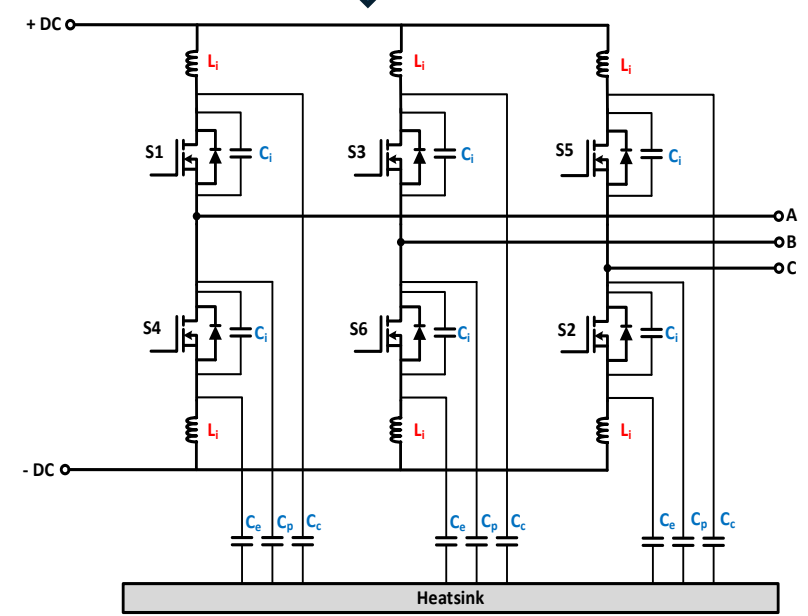 + DC
Li Li Li
S1 Ci S3 Ci S5 Ci
A
B
C
S4 Ci S6 Ci S2 Ci
Li Li Li
- DC
Ce Cp Cc Ce Cp Cc Ce Cp Cc
Heatsink